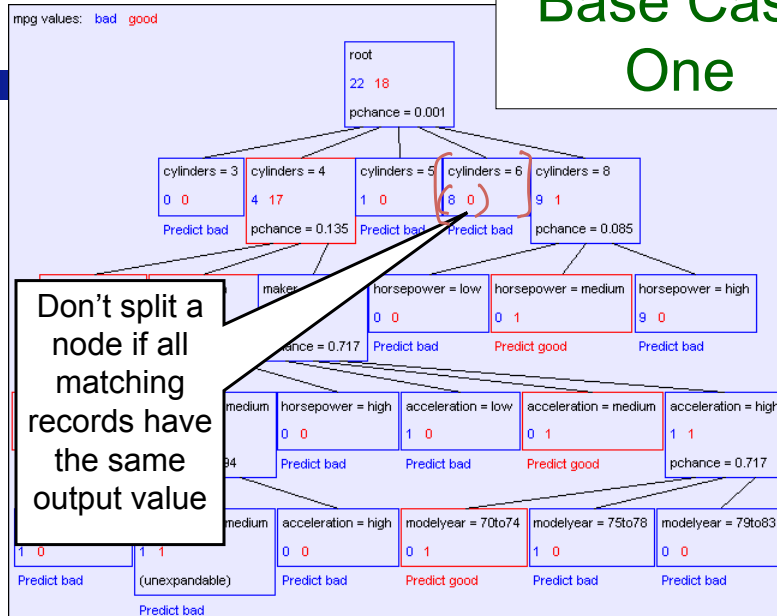 mpg values: bad good
Base Cas
One
root
22 18
pchance = 0.001
cylinders = 3
0 0
Predict bad
cylinders = 4
4 17
pchance = 0.135
cylinders = 5
1 0
Predict bad
cylinders = 6
8 0
Predict bad
cylinders = 8
9 1
pchance = 0.085
Don't split a
node if all
matching
records have
the same
output value
maker
ance = 0.717
horsepower = low
0 0
Predict bad
horsepower = medium
0 1
Predict good
horsepower = high
9 0
Predict bad
medium
94
horsepower = high
0 0
Predict bad
acceleration = low
1 0
Predict bad
acceleration = medium
0 1
Predict good
acceleration = high
1 1
pchance = 0.717
1 0
Predict bad
medium
1 1
(unexpandable)
Predict bad
acceleration = high
0 0
Predict bad
modelyear = 70to74
0 1
Predict good
modelyear = 75to78
1 0
Predict bad
modelyear = 79to83
0 0
Predict bad